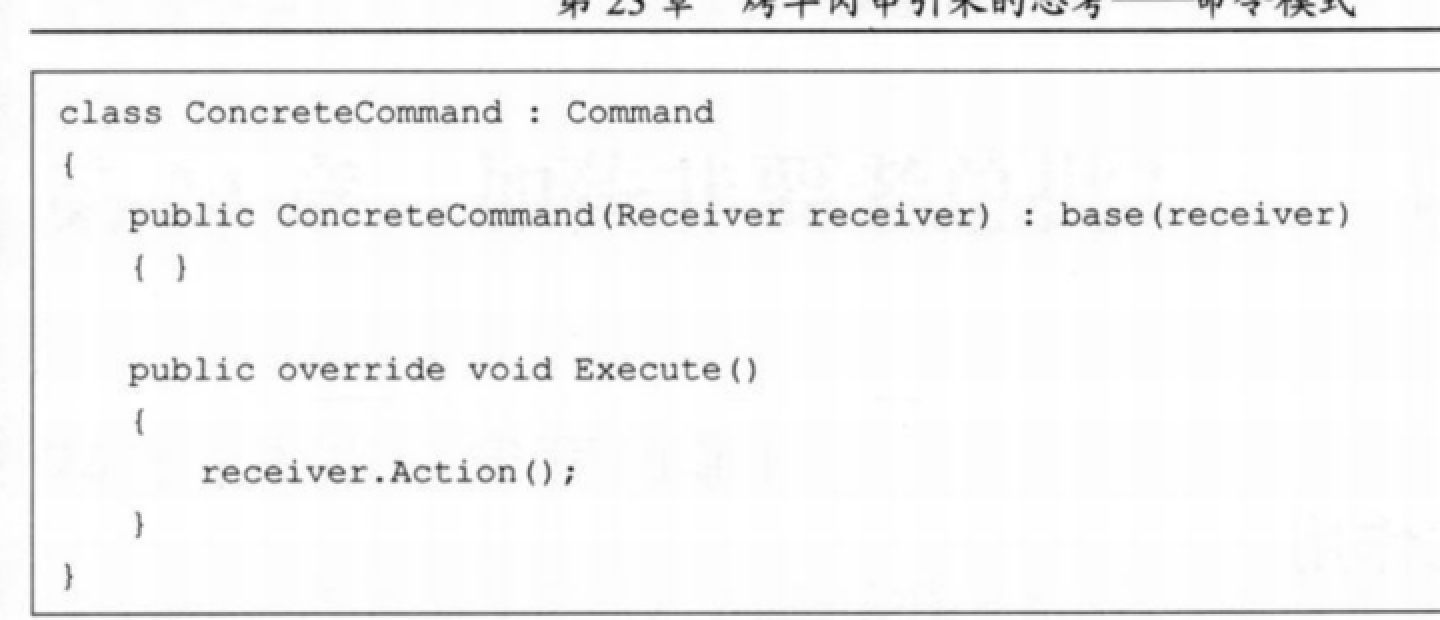 第 23 章 烤羊肉串引来的思考——命令模式
class ConcreteCommand : Command
{
public ConcreteCommand(Receiver receiver) : base(receiver)
{ }
public override void Execute()
{
receiver.Action();
}
}